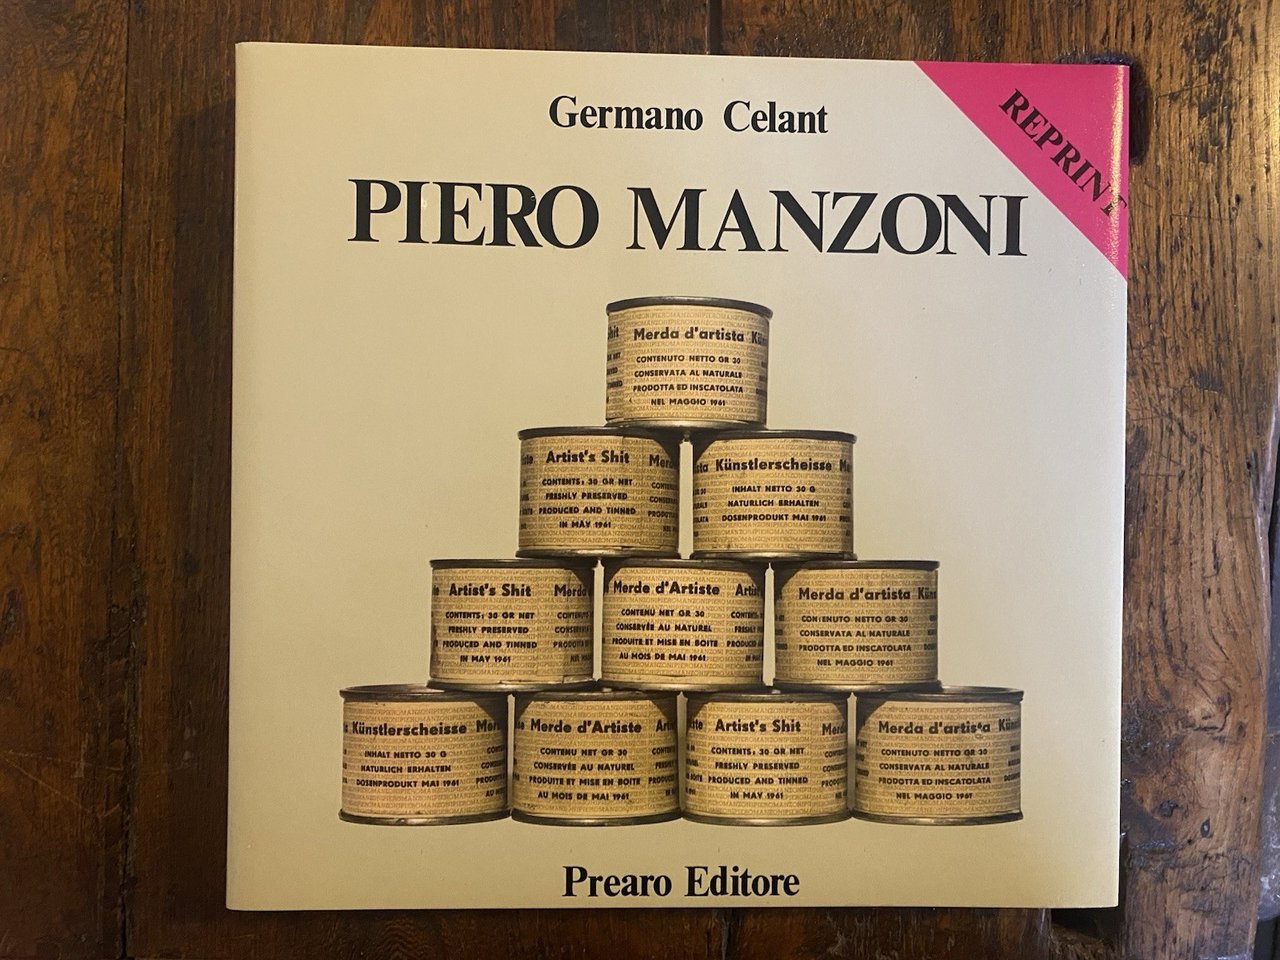 Germano Celant
REPRINT
PIERO MANZONI
Merda d'artista
CONTENUTO NETTO GR 30
CONSERVATA AL NATURALE
PRODOTTA ED INSCATOLATA
NEL MAGGIO 1961
Artist's Shit
CONTENTS: 30 GR NET
FRESHLY PRESERVED
PRODUCED AND TINNED
IN MAY 1961
Künstlerscheisse
INHALT NETTO 30 G
NATURLICH ERHALTEN
DOSENPRODUKT MAI 1961
Artist's Shit
CONTENTS: 30 GR NET
FRESHLY PRESERVED
PRODUCED AND TINNED
IN MAY 1961
Merde d'Artiste
CONTENU NET GR 30
CONSERVÉE AU NATUREL
PRODUITE ET MISE EN BOITE
AU MOIS DE MAI 1961
Merda d'artista
CONTENUTO NETTO GR 30
CONSERVATA AL NATURALE
PRODOTTA ED INSCATOLATA
NEL MAGGIO 1961
Künstlerscheisse
INHALT NETTO 30 G
NATURLICH ERHALTEN
DOSENPRODUKT MAI 1961
Merde d'Artiste
CONTENU NET GR 30
CONSERVÉE AU NATUREL
PRODUITE ET MISE EN BOITE
AU MOIS DE MAI 1961
Artist's Shit
CONTENTS: 30 GR NET
FRESHLY PRESERVED
PRODUCED AND TINNED
IN MAY 1961
Merda d'artista
CONTENUTO NETTO GR 30
CONSERVATA AL NATURALE
PRODOTTA ED INSCATOLATA
NEL MAGGIO 1961
Prearo Editore